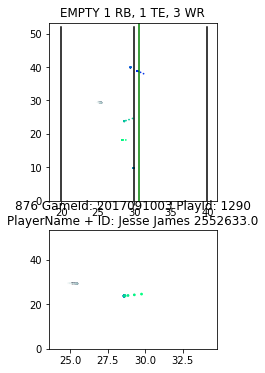 EMPTY 1 RB, 1 TE, 3 WR
50
40
30
20
10
0
20 25 30 35 40
876 GameId: 2017091003 PlayId: 1290
PlayerName + ID: Jesse James 2552633.0
40
20
0
25.0 27.5 30.0 32.5